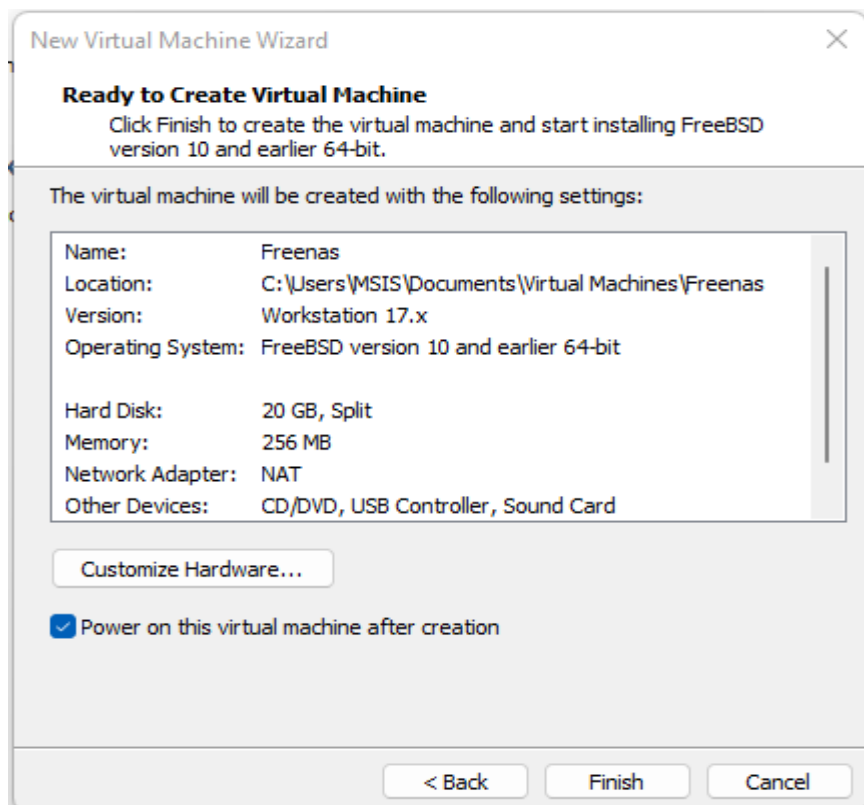 New Virtual Machine Wizard
Ready to Create Virtual Machine
Click Finish to create the virtual machine and start installing FreeBSD
version 10 and earlier 64-bit.
The virtual machine will be created with the following settings:
Name: Freenas
Location: C:\Users\MSIS\Documents\Virtual Machines\Freenas
Version: Workstation 17.x
Operating System: FreeBSD version 10 and earlier 64-bit
Hard Disk: 20 GB, Split
Memory: 256 MB
Network Adapter: NAT
Other Devices: CD/DVD, USB Controller, Sound Card
Customize Hardware...
Power on this virtual machine after creation
< Back Finish Cancel